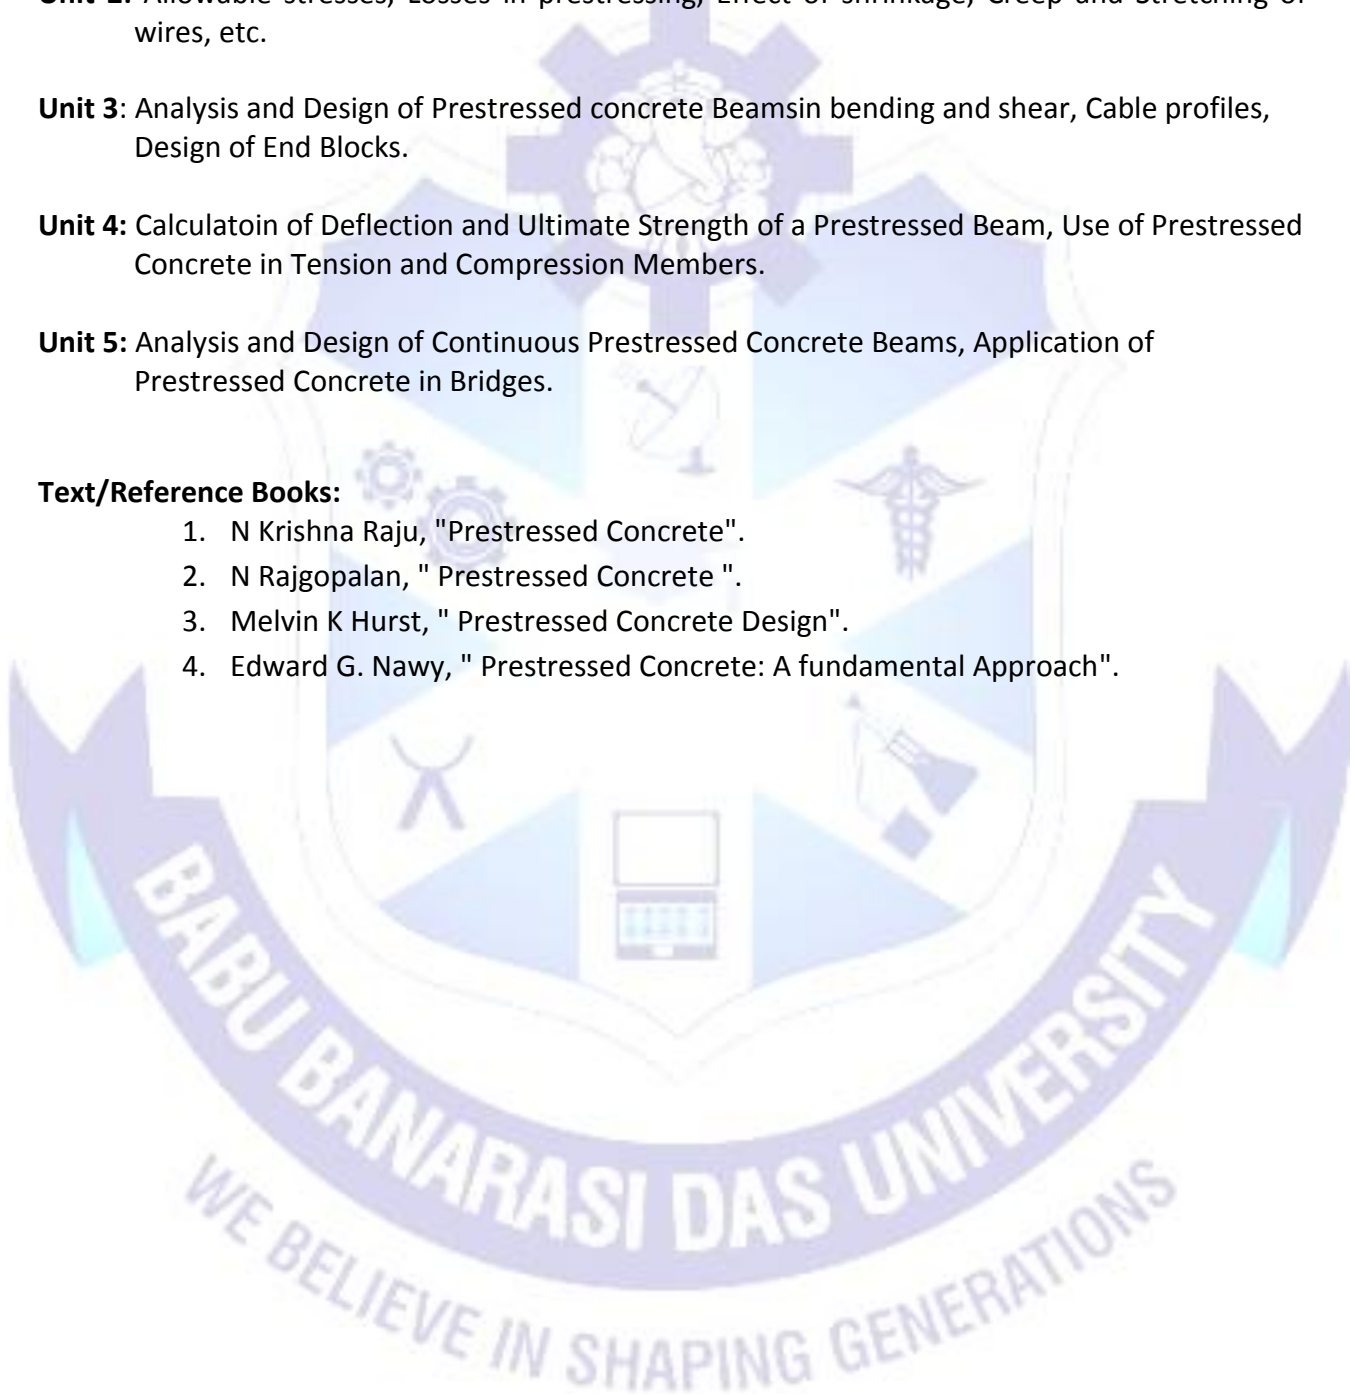 Unit 2: Allowable stresses, Losses in prestressing, Effect of shrinkage, Creep and Stretching of
wires, etc.
Unit 3: Analysis and Design of Prestressed concrete Beamsin bending and shear, Cable profiles,
Design of End Blocks.
Unit 4: Calculatoin of Deflection and Ultimate Strength of a Prestressed Beam, Use of Prestressed
Concrete in Tension and Compression Members.
Unit 5: Analysis and Design of Continuous Prestressed Concrete Beams, Application of
Prestressed Concrete in Bridges.
Text/Reference Books:
1. N Krishna Raju, "Prestressed Concrete".
2. N Rajgopalan, " Prestressed Concrete ".
3. Melvin K Hurst, " Prestressed Concrete Design".
4. Edward G. Nawy, " Prestressed Concrete: A fundamental Approach".
BABU BANARASI DAS UNIVERSITY
WE BELIEVE IN SHAPING GENERATIONS